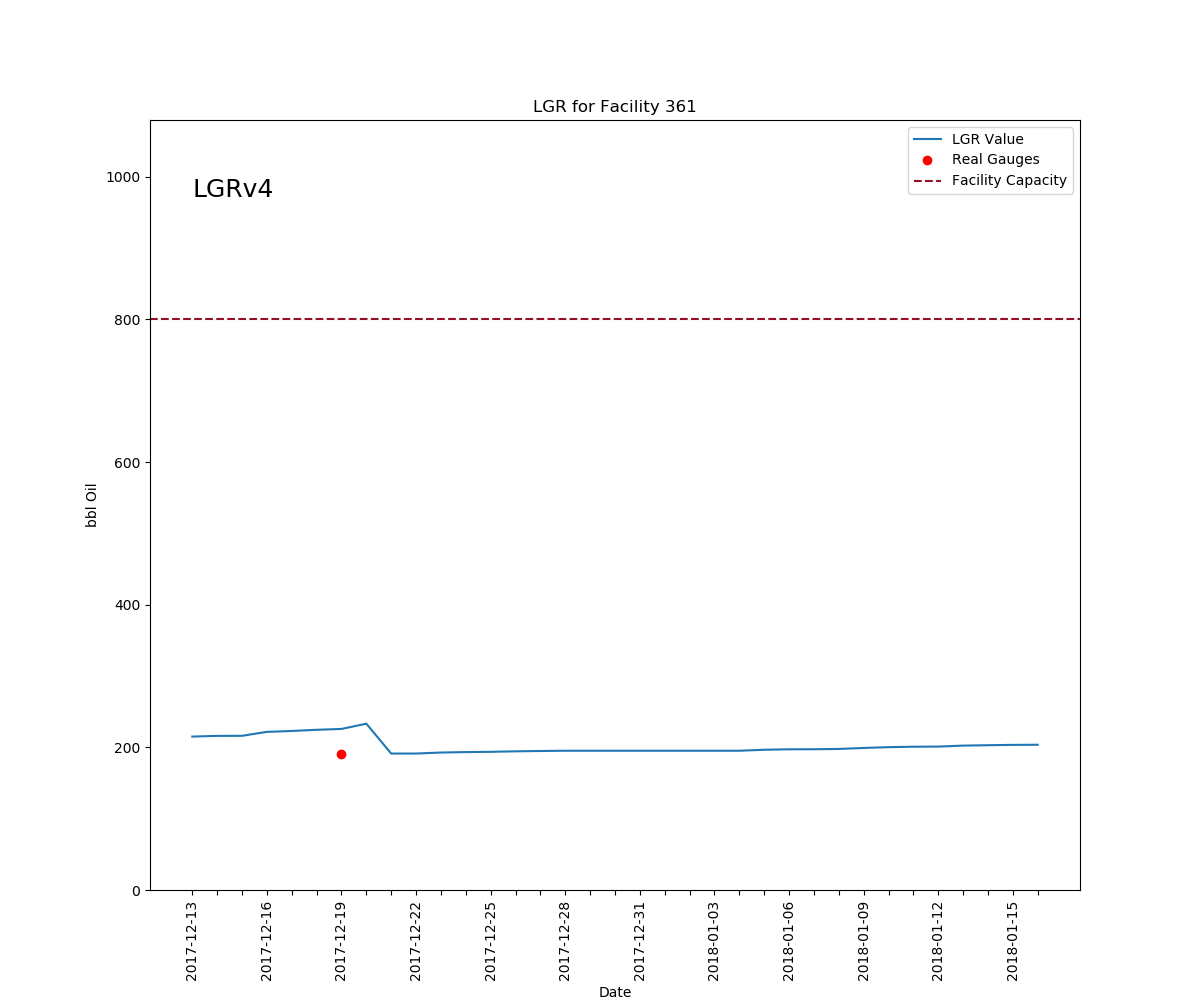 LGR for Facility 361
LGR Value
Real Gauges
Facility Capacity
LGRv4
1000
800
600
400
200
0
bbl Oil
2017-12-13
2017-12-16
2017-12-19
2017-12-22
2017-12-25
2017-12-28
2017-12-31
2018-01-03
2018-01-06
2018-01-09
2018-01-12
2018-01-15
Date